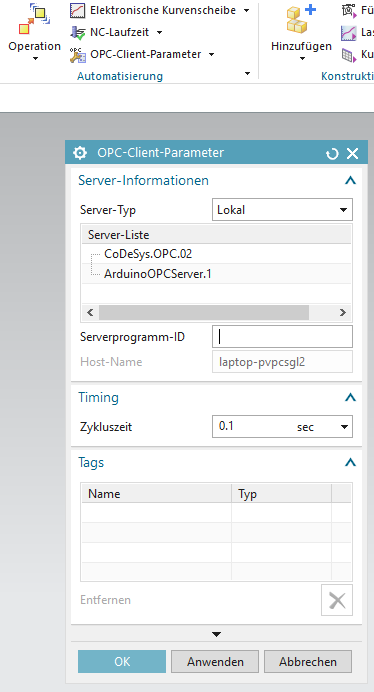 Elektronische Kurvenscheibe
Fü
Operation
NC-Laufzeit
Hinzufügen
Las
OPC-Client-Parameter
Ku
Automatisierung
Konstrukti
OPC-Client-Parameter
Server-Informationen
Server-Typ
Lokal
Server-Liste
CoDeSys.OPC.02
ArduinoOPCServer.1
Serverprogramm-ID
Host-Name
laptop-pvpcsgl2
Timing
Zykluszeit
0.1 sec
Tags
Name Typ
Entfernen
OK Anwenden Abbrechen